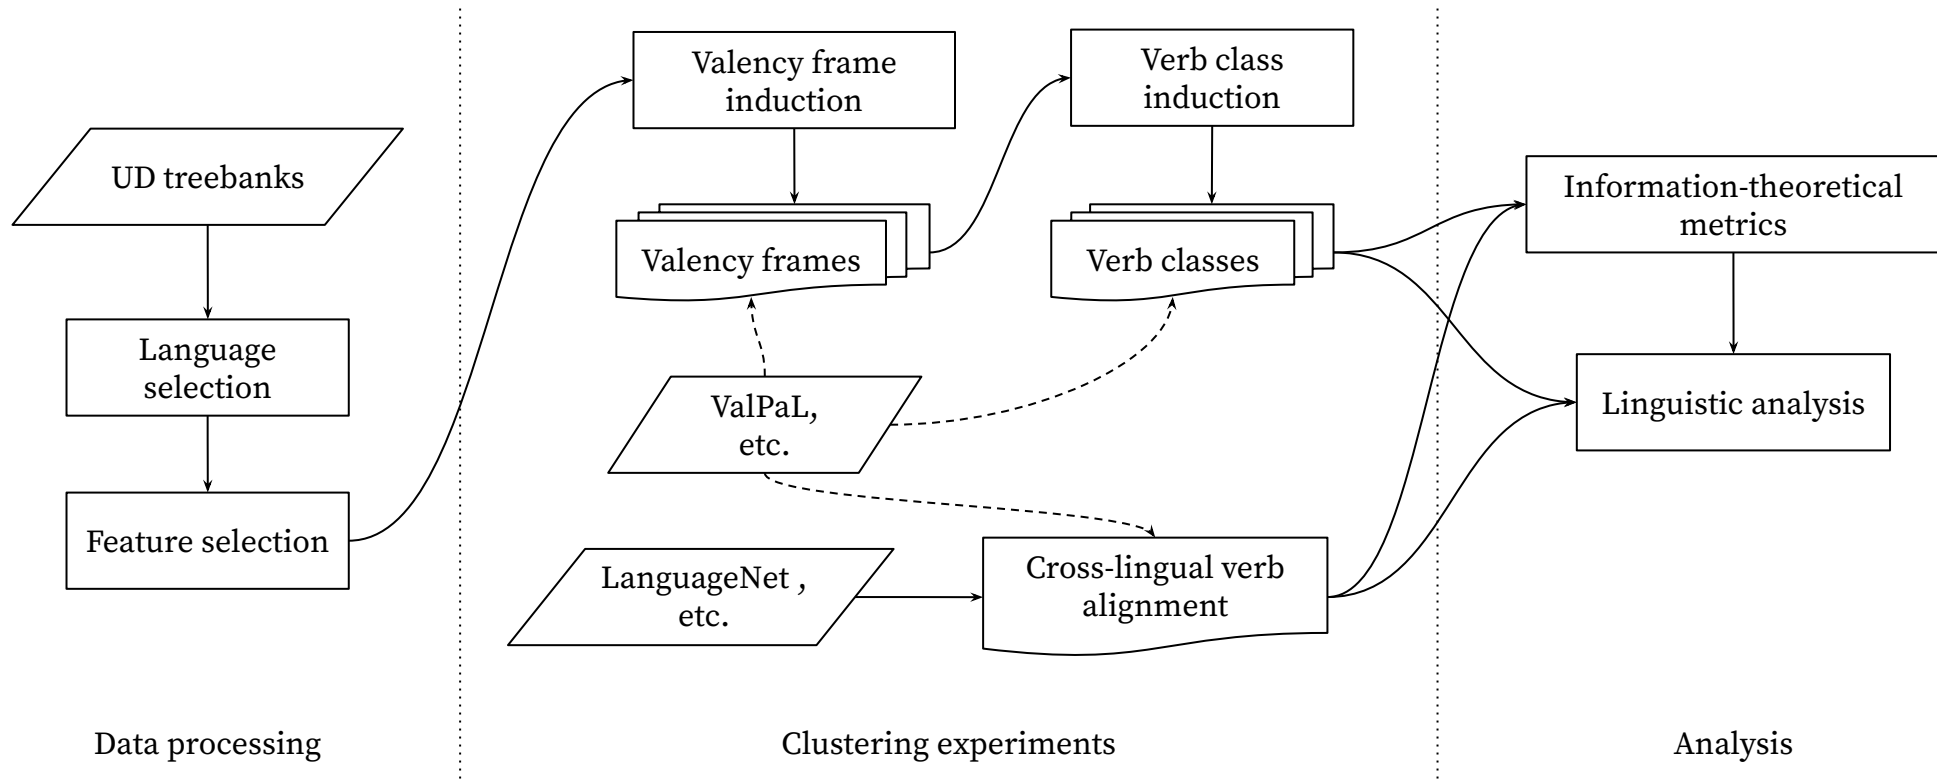 UD treebanks
Language
selection
Feature selection
Data processing
Valency frame
induction
Valency frames
Verb class
induction
Verb classes
ValPaL,
etc.
LanguageNet ,
etc.
Cross-lingual verb
alignment
Clustering experiments
Information-theoretical
metrics
Linguistic analysis
Analysis